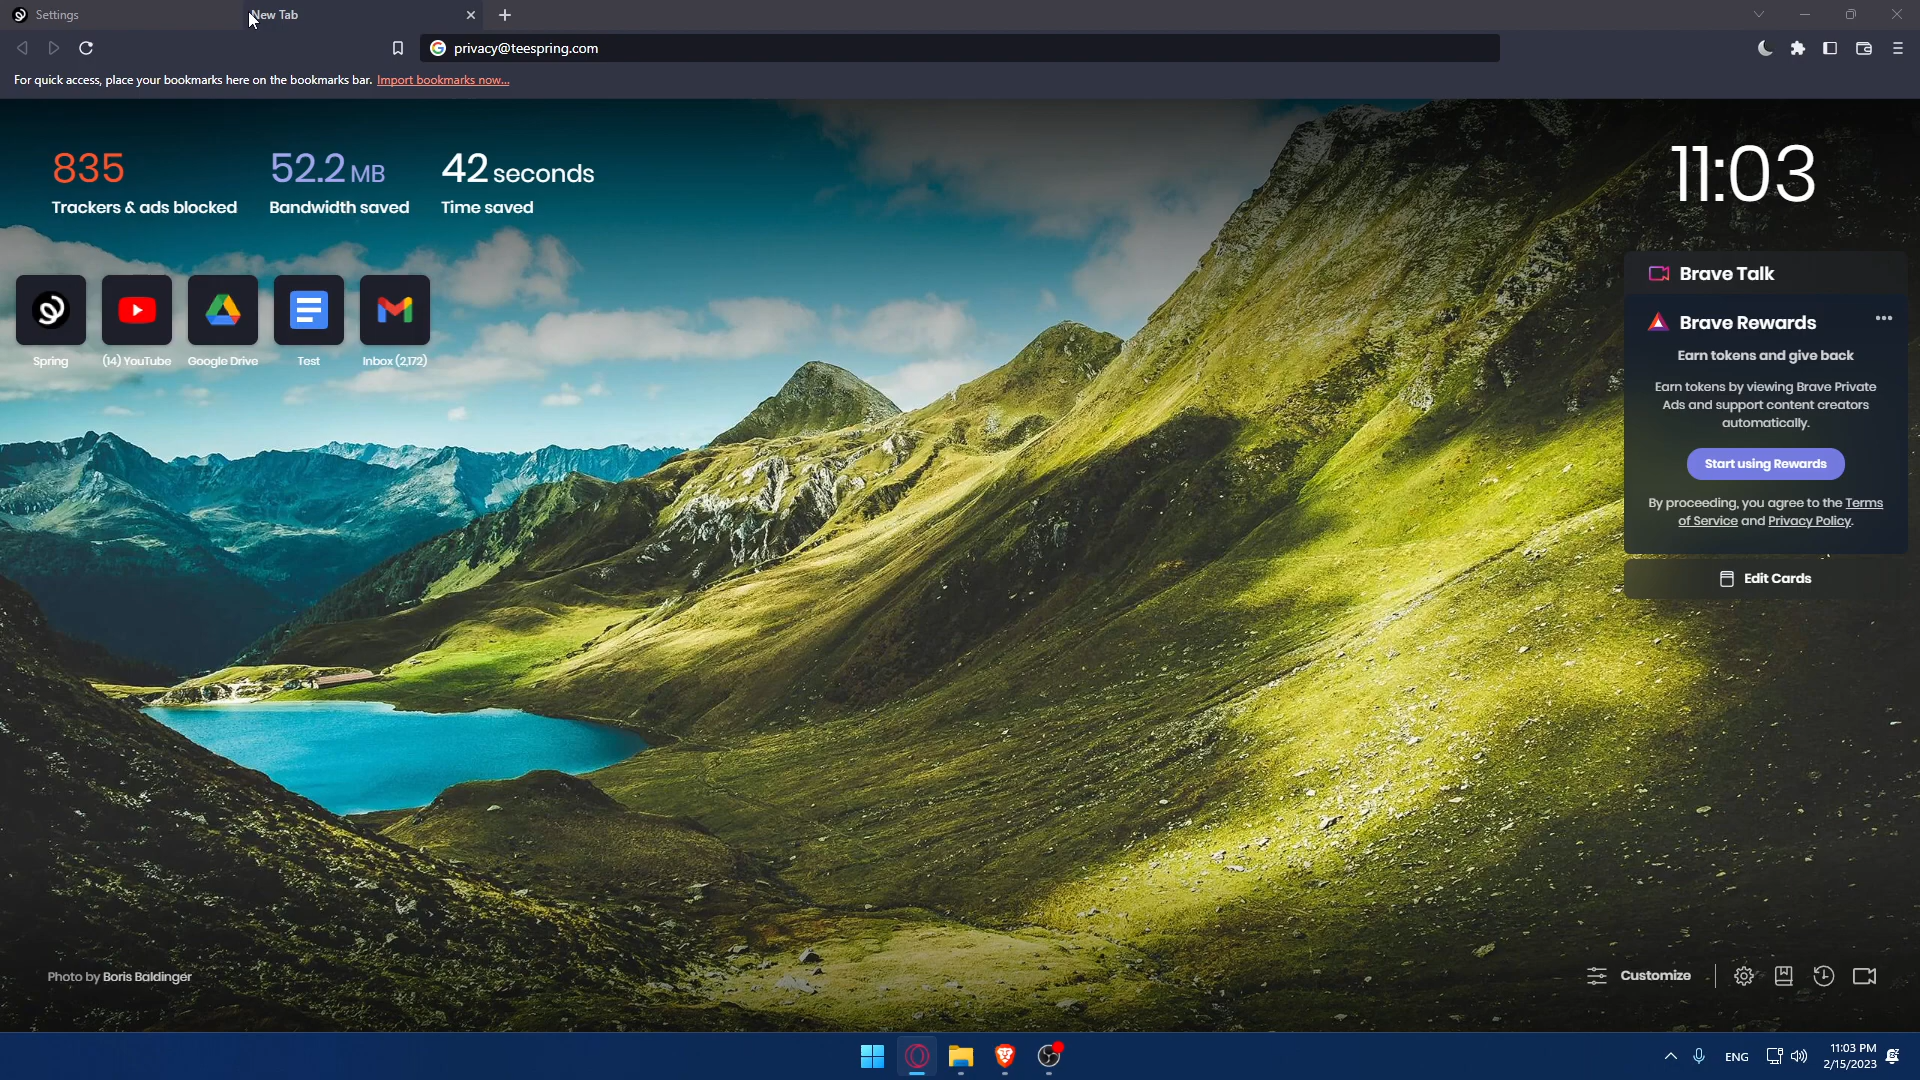 Settings
New Tab
privacy@teespring.com
For quick access, place your bookmarks here on the bookmarks bar. Import bookmarks now...
835
Trackers & ads blocked
52.2 MB
Bandwidth saved
42 seconds
Time saved
11:03
Spring
(14) YouTube
Google Drive
Test
Inbox (2,172)
Brave Talk
Brave Rewards
Earn tokens and give back
Earn tokens by viewing Brave Private
Ads and support content creators
automatically.
Start using Rewards
By proceeding, you agree to the Terms
of Service and Privacy Policy.
Edit Cards
Photo by Boris Baldinger
Customize
ENG
11:03 PM
2/15/2023